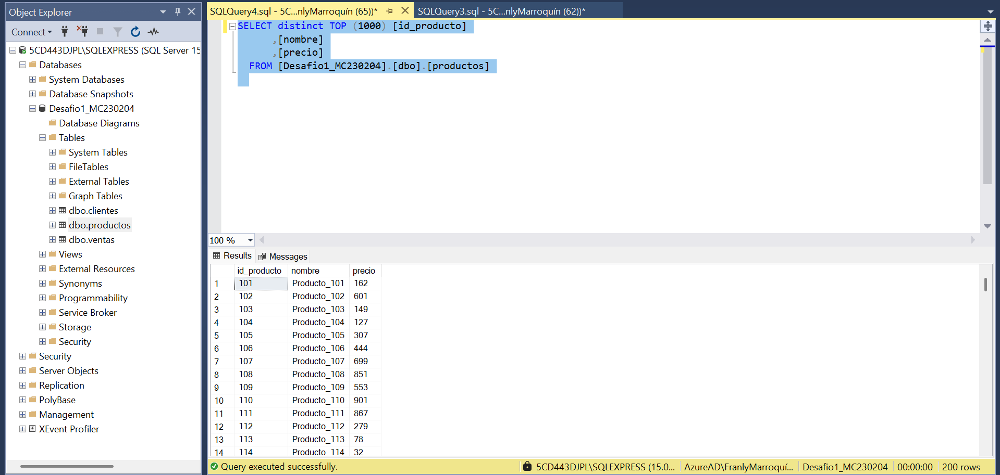 Object Explorer
Connect
5CD443DJPL\SQLEXPRESS (SQL Server 15
Databases
System Databases
Database Snapshots
Desafio1_MC230204
Database Diagrams
Tables
System Tables
FileTables
External Tables
Graph Tables
dbo.clientes
dbo.productos
dbo.ventas
Views
External Resources
Synonyms
Programmability
Service Broker
Storage
Security
Security
Server Objects
Replication
PolyBase
Management
XEvent Profiler
SQLQuery4.sql - 5C...nlyMarroquín (65))* SQLQuery3.sql - 5C...nlyMarroquín (62))*
SELECT distinct TOP (1000) [id_producto]
,[nombre]
,[precio]
FROM [Desafio1_MC230204].[dbo].[productos]
100 %
Results Messages
id_producto nombre precio
1 101 Producto_101 162
2 102 Producto_102 601
3 103 Producto_103 149
4 104 Producto_104 127
5 105 Producto_105 307
6 106 Producto_106 444
7 107 Producto_107 699
8 108 Producto_108 851
9 109 Producto_109 553
10 110 Producto_110 901
11 111 Producto_111 867
12 112 Producto_112 279
13 113 Producto_113 78
14 114 Producto_114 32
Query executed successfully. 5CD443DJPL\SQLEXPRESS (15.0... AzureAD\FranlyMarroquí... Desafio1_MC230204 00:00:00 200 rows